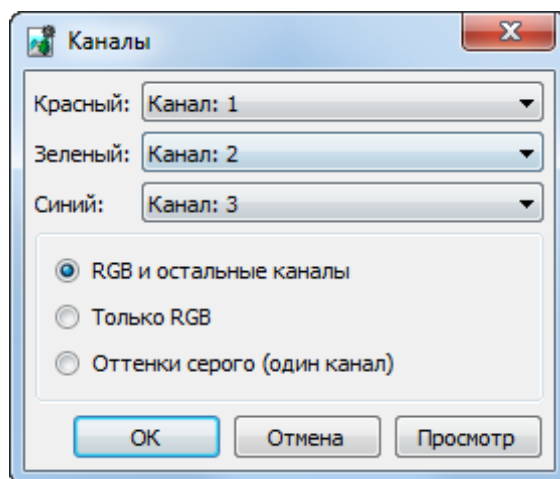 Каналы
Красный: Канал: 1
Зеленый: Канал: 2
Синий: Канал: 3
RGB и остальные каналы
Только RGB
Оттенки серого (один канал)
ОК Отмена Просмотр